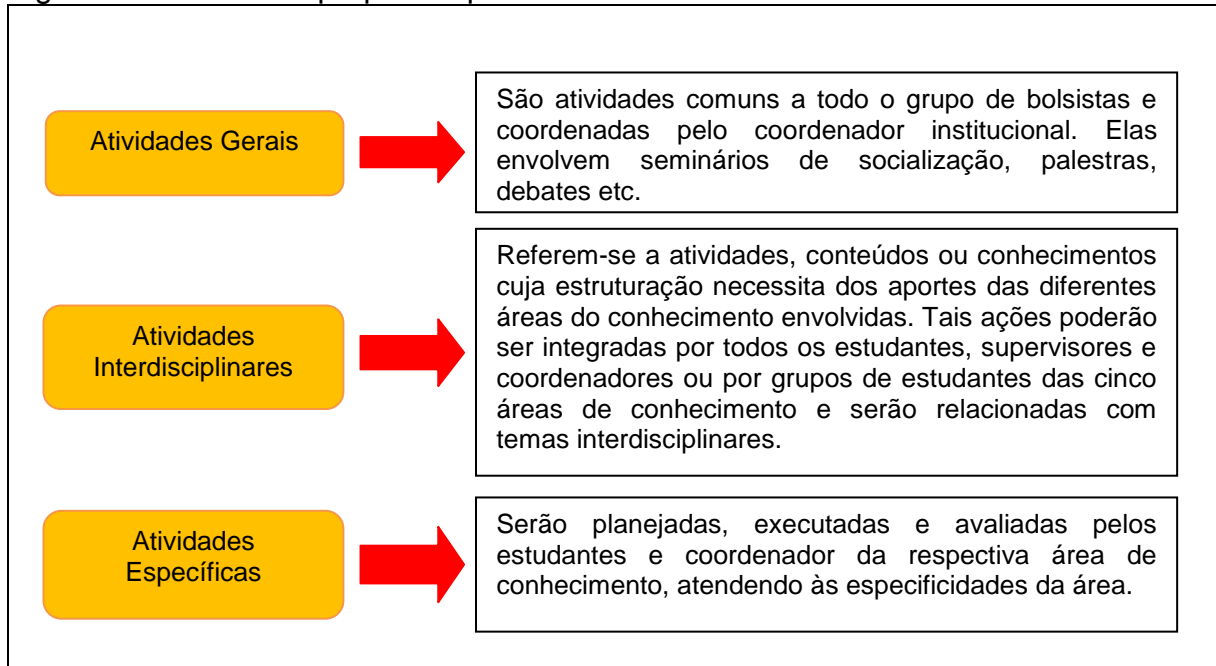 Atividades Gerais
São atividades comuns a todo o grupo de bolsistas e
coordenadas pelo coordenador institucional. Elas
envolvem seminários de socialização, palestras,
debates etc.
Atividades
Interdisciplinares
Referem-se a atividades, conteúdos ou conhecimentos
cuja estruturação necessita dos aportes das diferentes
áreas do conhecimento envolvidas. Tais ações poderão
ser integradas por todos os estudantes, supervisores e
coordenadores ou por grupos de estudantes das cinco
áreas de conhecimento e serão relacionadas com
temas interdisciplinares.
Atividades
Específicas
Serão planejadas, executadas e avaliadas pelos
estudantes e coordenador da respectiva área de
conhecimento, atendendo às especificidades da área.